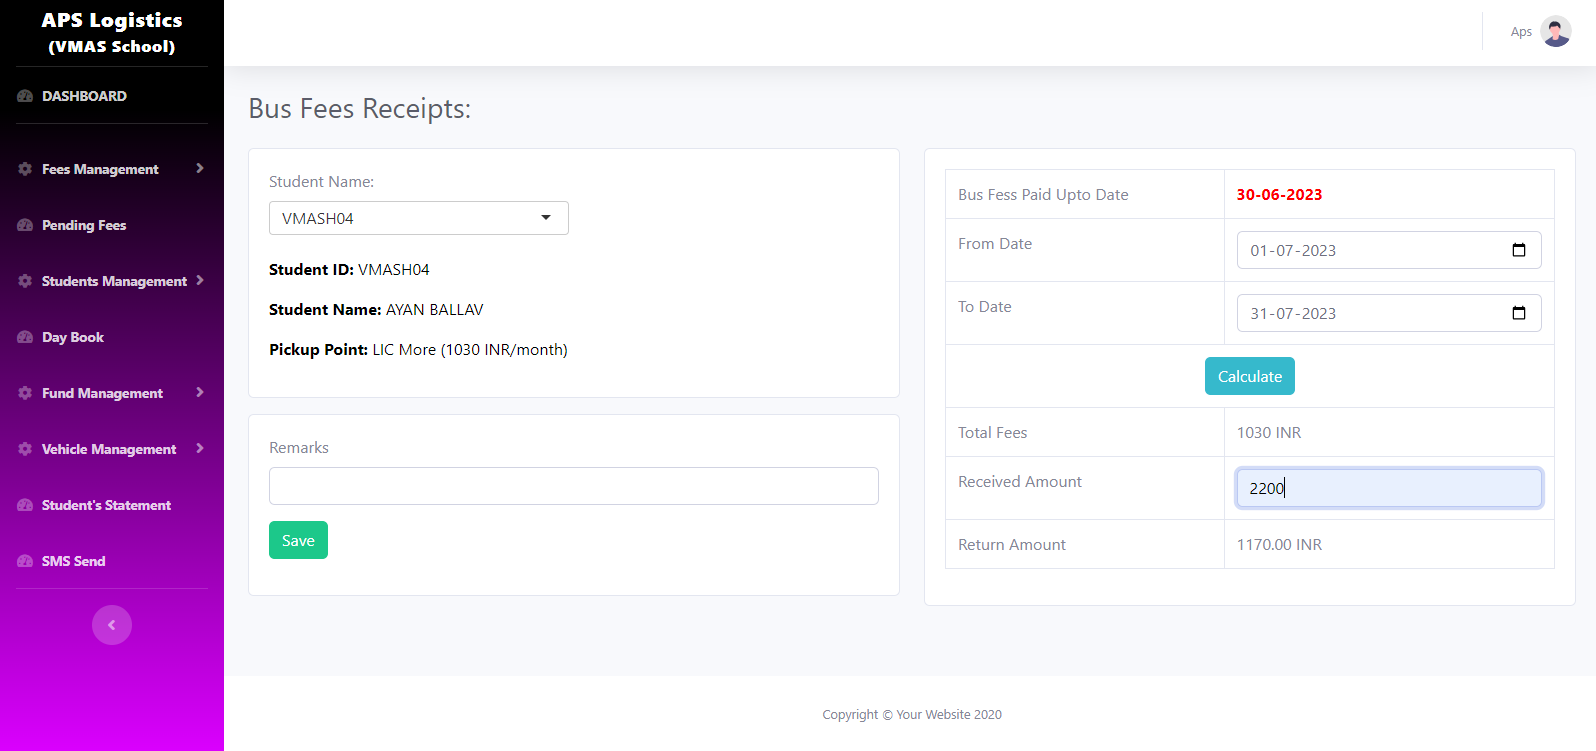 APS Logistics
(VMAS School)
DASHBOARD
Fees Management
Pending Fees
Students Management
Day Book
Fund Management
Vehicle Management
Student's Statement
SMS Send
Aps
Bus Fees Receipts:
Student Name:
VMASH04
Student ID: VMASH04
Student Name: AYAN BALLAV
Pickup Point: LIC More (1030 INR/month)
Remarks
Save
Bus Fess Paid Upto Date 30-06-2023
From Date 01-07-2023
To Date 31-07-2023
Calculate
Total Fees 1030 INR
Received Amount 2200
Return Amount 1170.00 INR
Copyright © Your Website 2020